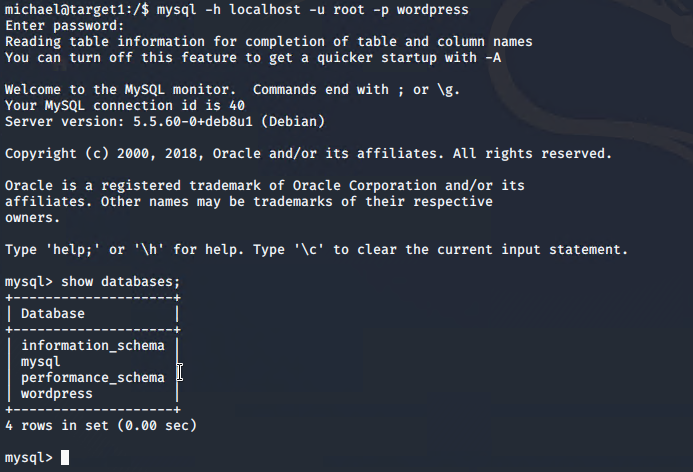 michael@target1:/$ mysql -h localhost -u root -p wordpress
Enter password:
Reading table information for completion of table and column names
You can turn off this feature to get a quicker startup with -A
Welcome to the MySQL monitor.  Commands end with ; or \g.
Your MySQL connection id is 40
Server version: 5.5.60-0+deb8u1 (Debian)
Copyright (c) 2000, 2018, Oracle and/or its affiliates. All rights reserved.
Oracle is a registered trademark of Oracle Corporation and/or its
affiliates. Other names may be trademarks of their respective
owners.
Type 'help;' or '\h' for help. Type '\c' to clear the current input statement.
mysql> show databases;
+--------------------+
| Database           |
+--------------------+
| information_schema |
| mysql              |
| performance_schema |
| wordpress          |
+--------------------+
4 rows in set (0.00 sec)
mysql>